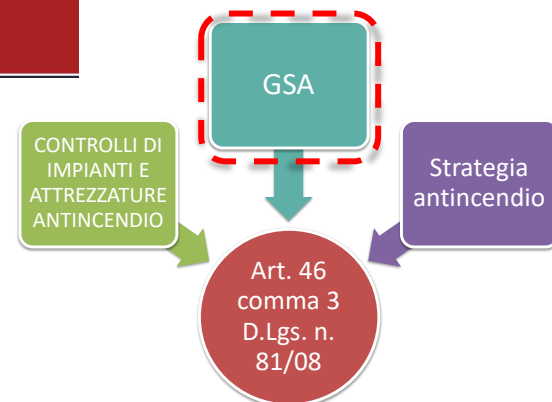 GSA
CONTROLLI DI
IMPIANTI E
ATTREZZATURE
ANTINCENDIO
Strategia
antincendio
Art. 46
comma 3
D.Lgs. n.
81/08